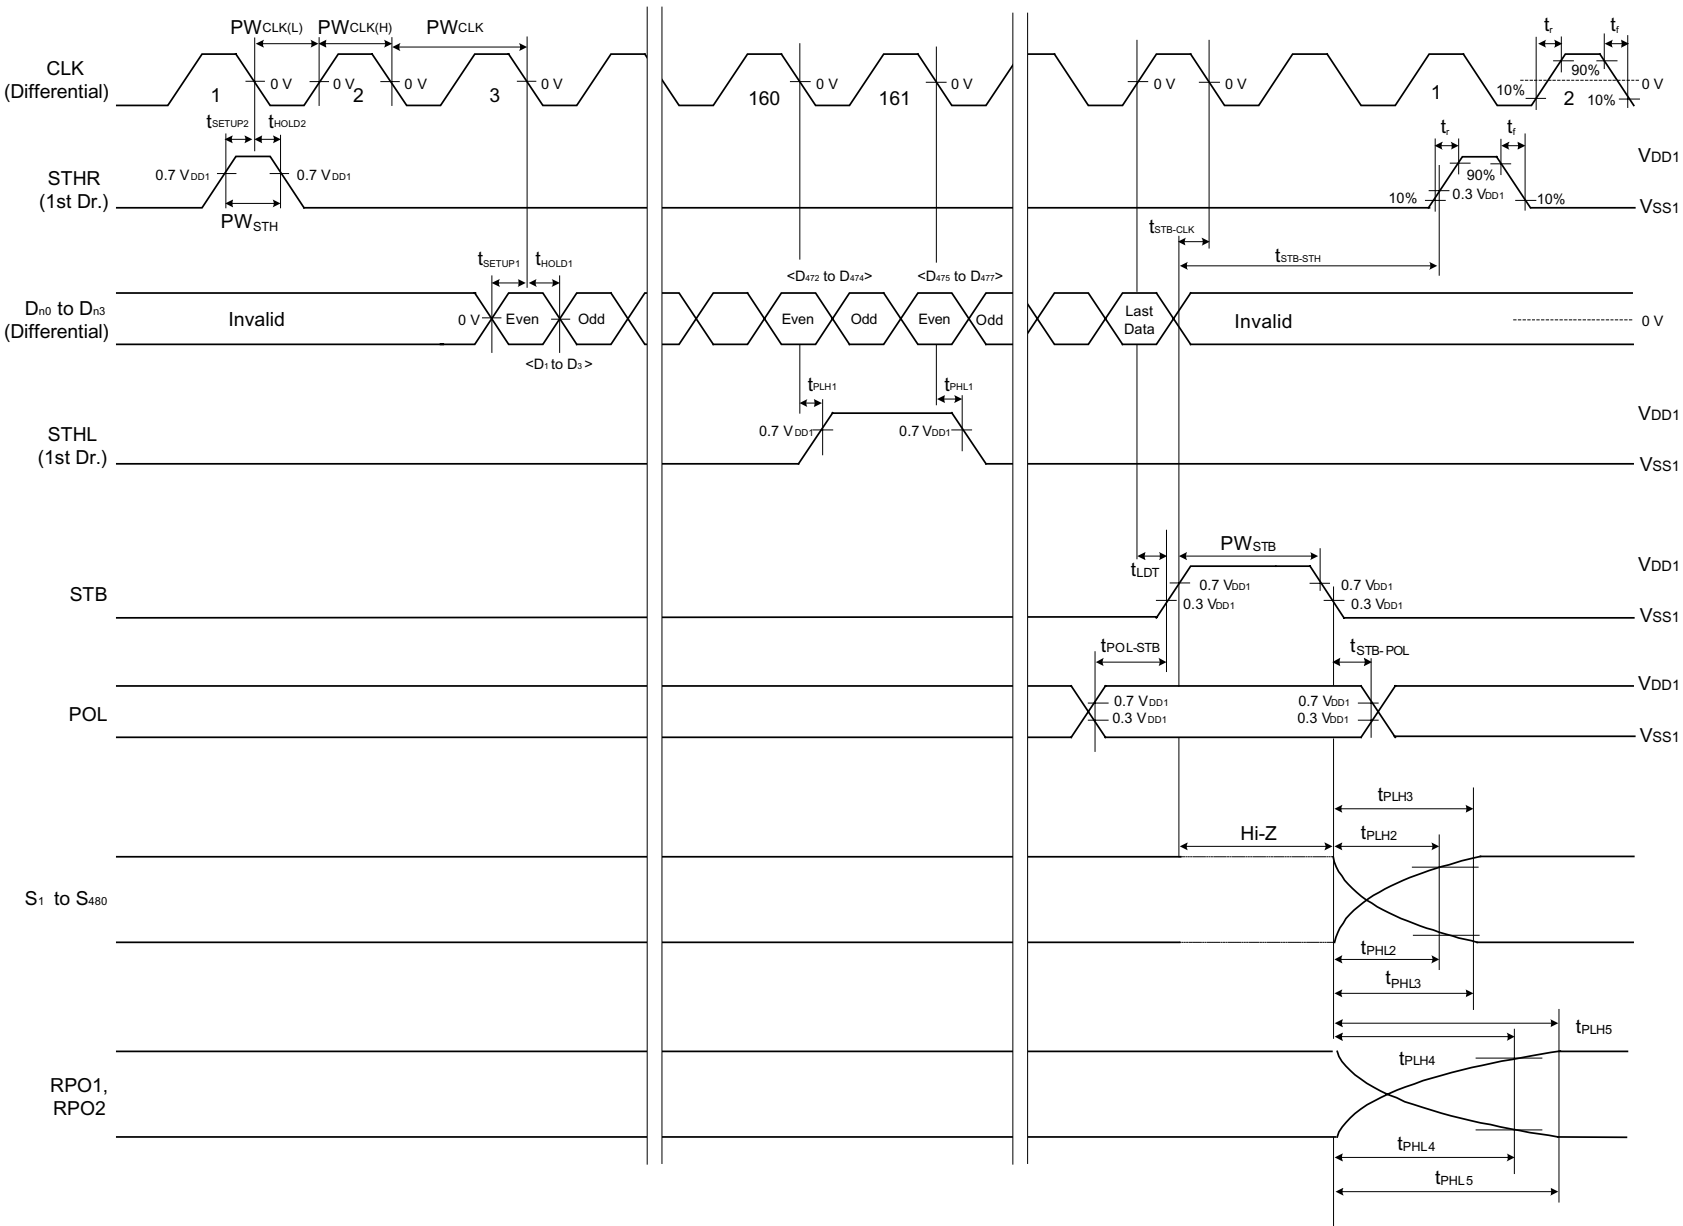 PWCLK(L) PWCLK(H) PWCLK tr tf
CLK
(Differential)
0 V 0 V 0 V 0 V 0 V 0 V 0 V 0 V 90% 0 V
1 2 3 160 161 1 10% 2 10%
tSETUP2 tHOLD2 tr tf
STHR
(1st Dr.)
0.7 VDD1 0.7 VDD1 90% VDD1
10% 0.3 VDD1 10% VSS1
PWSTH
tSTB-CLK
tSTB-STH
tSETUP1 tHOLD1 <D472 to D474> <D475 to D477>
Dn0 to Dn3
(Differential)
Invalid 0 V Even Odd Even Odd Even Odd Last
Data Invalid 0 V
<D1 to D3>
tPLH1 tPHL1
STHL
(1st Dr.)
0.7 VDD1 0.7 VDD1 VDD1
VSS1
tLDT PWSTB VDD1
STB
0.7 VDD1 0.7 VDD1
0.3 VDD1 0.3 VDD1
VSS1
tPOL-STB tSTB-POL
POL
VDD1
0.7 VDD1 0.7 VDD1
0.3 VDD1 0.3 VDD1
VSS1
tPLH3
Hi-Z tPLH2
S1 to S480
tPHL2
tPHL3
tPLH5
tPLH4
RPO1,
RPO2
tPHL4
tPHL5